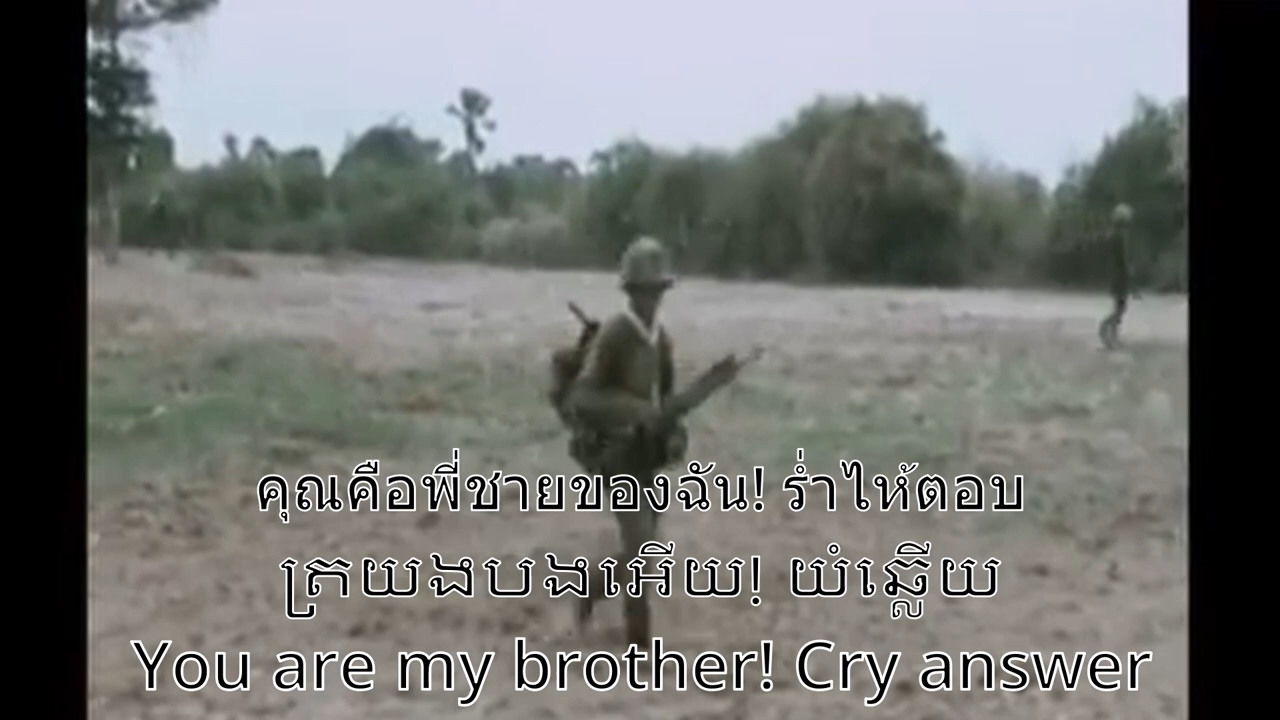 คุณคือพี่ชายของฉัน! ร่ำไห้ตอบ
ត្រយងបងអើយ! យំឆ្លើយ
You are my brother! Cry answer